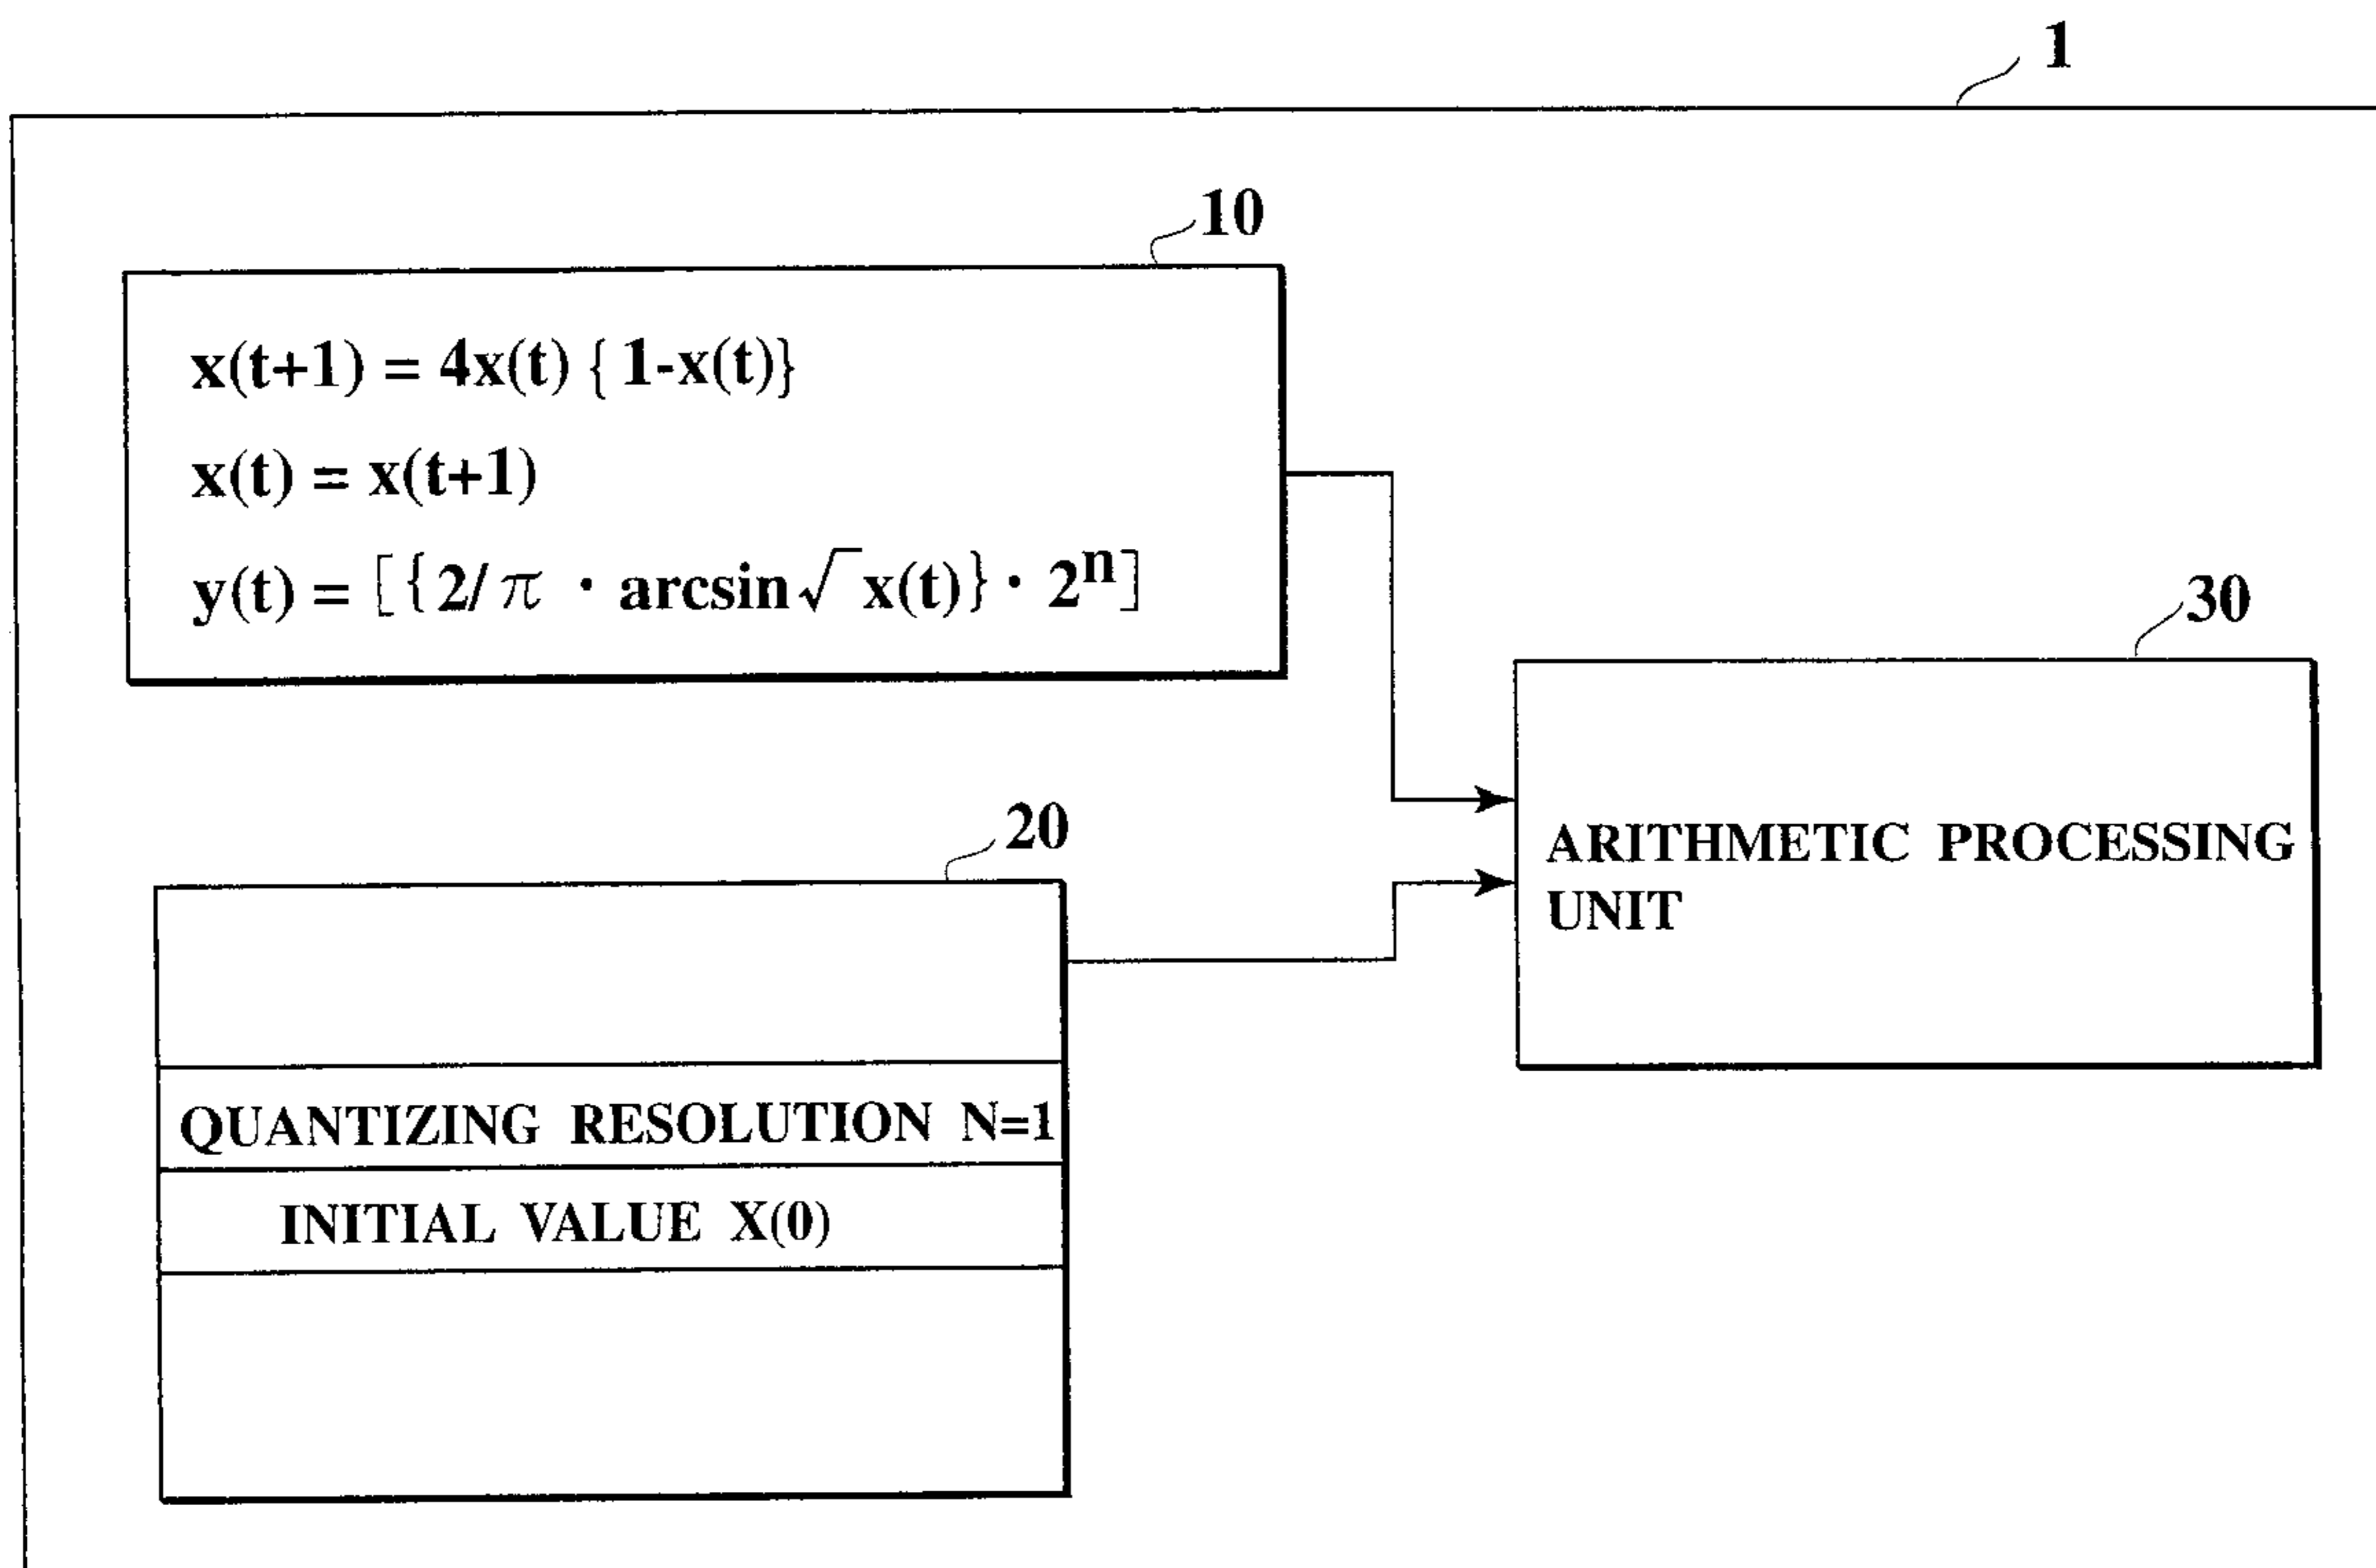 1
10
x(t+1) = 4x(t) { 1-x(t)}
x(t) = x(t+1)
y(t) = [{2/π · arcsin√x(t)} · 2ⁿ]
30
ARITHMETIC PROCESSING
UNIT
20
QUANTIZING RESOLUTION N=1
INITIAL VALUE X(0)